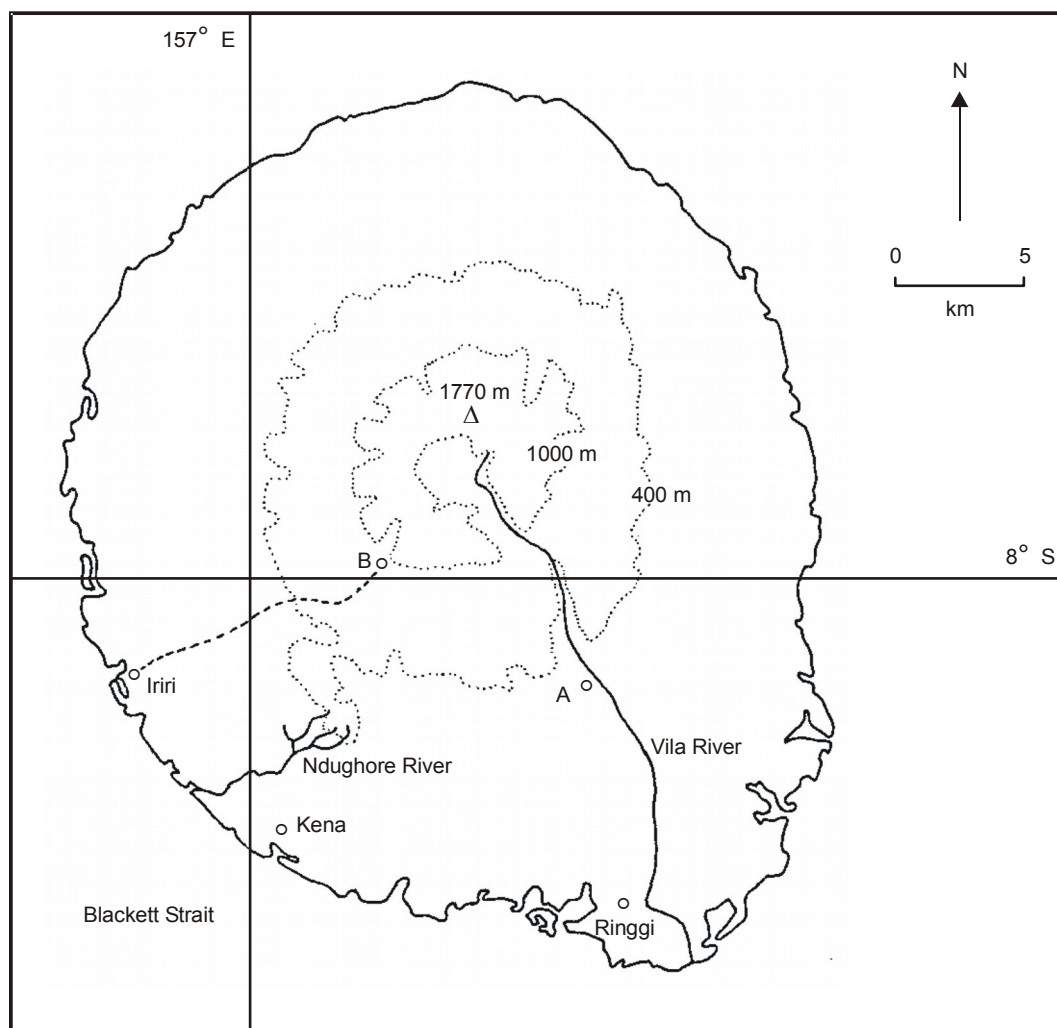 157° E
N
0 5
km
1770 m
Δ
1000 m
400 m
B
8° S
Iriri
A
Ndughore River
Vila River
Kena
Blackett Strait
Ringgi